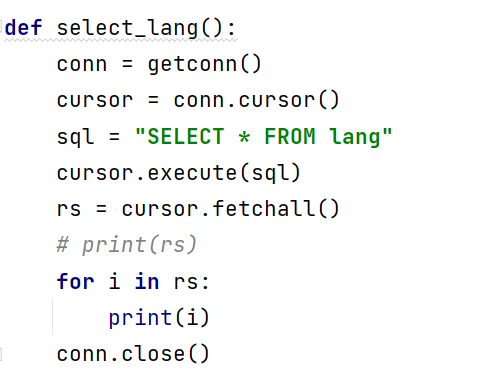 def select_lang():
    conn = getconn()
    cursor = conn.cursor()
    sql = "SELECT * FROM lang"
    cursor.execute(sql)
    rs = cursor.fetchall()
    # print(rs)
    for i in rs:
        print(i)
    conn.close()